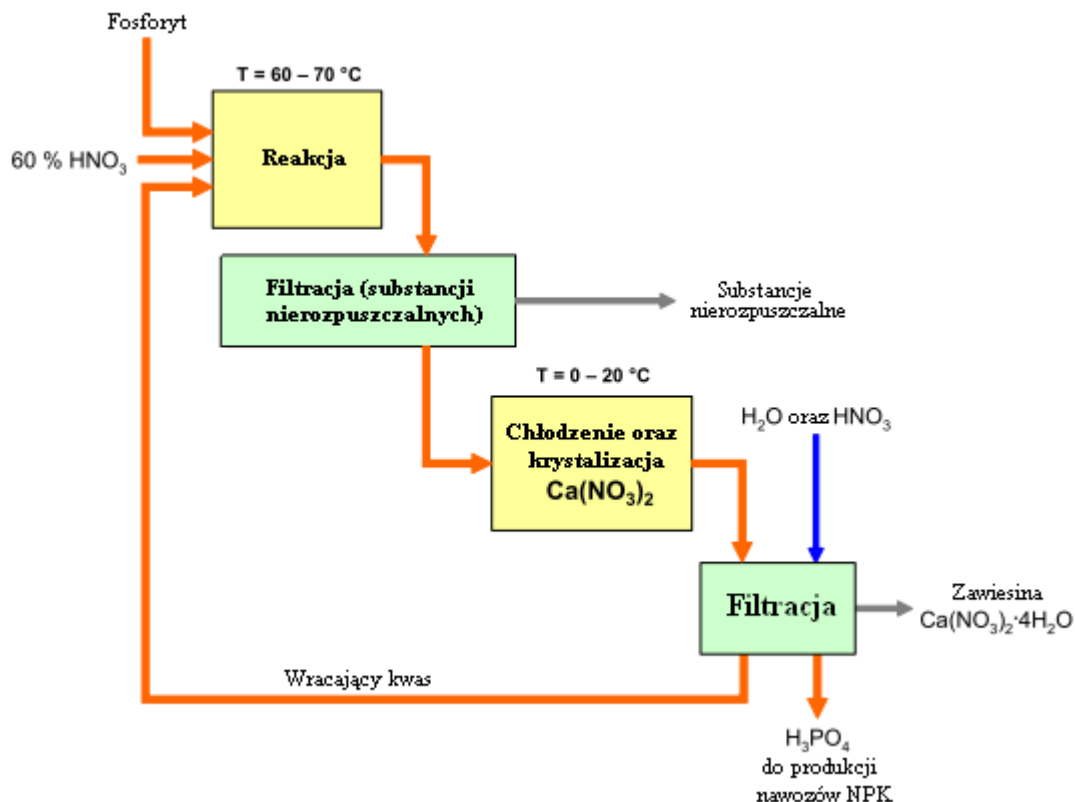 Fosforyt
T = 60 – 70 °C
60 % HNO₃
Reakcja
Filtracja (substancji
nierozpuszczalnych)
Substancje
nierozpuszczalne
T = 0 – 20 °C
Chłodzenie oraz
krystalizacja
Ca(NO₃)₂
H₂O oraz HNO₃
Filtracja
Zawiesina
Ca(NO₃)₂·4H₂O
Wracający kwas
H₃PO₄
do produkcji
nawozów NPK